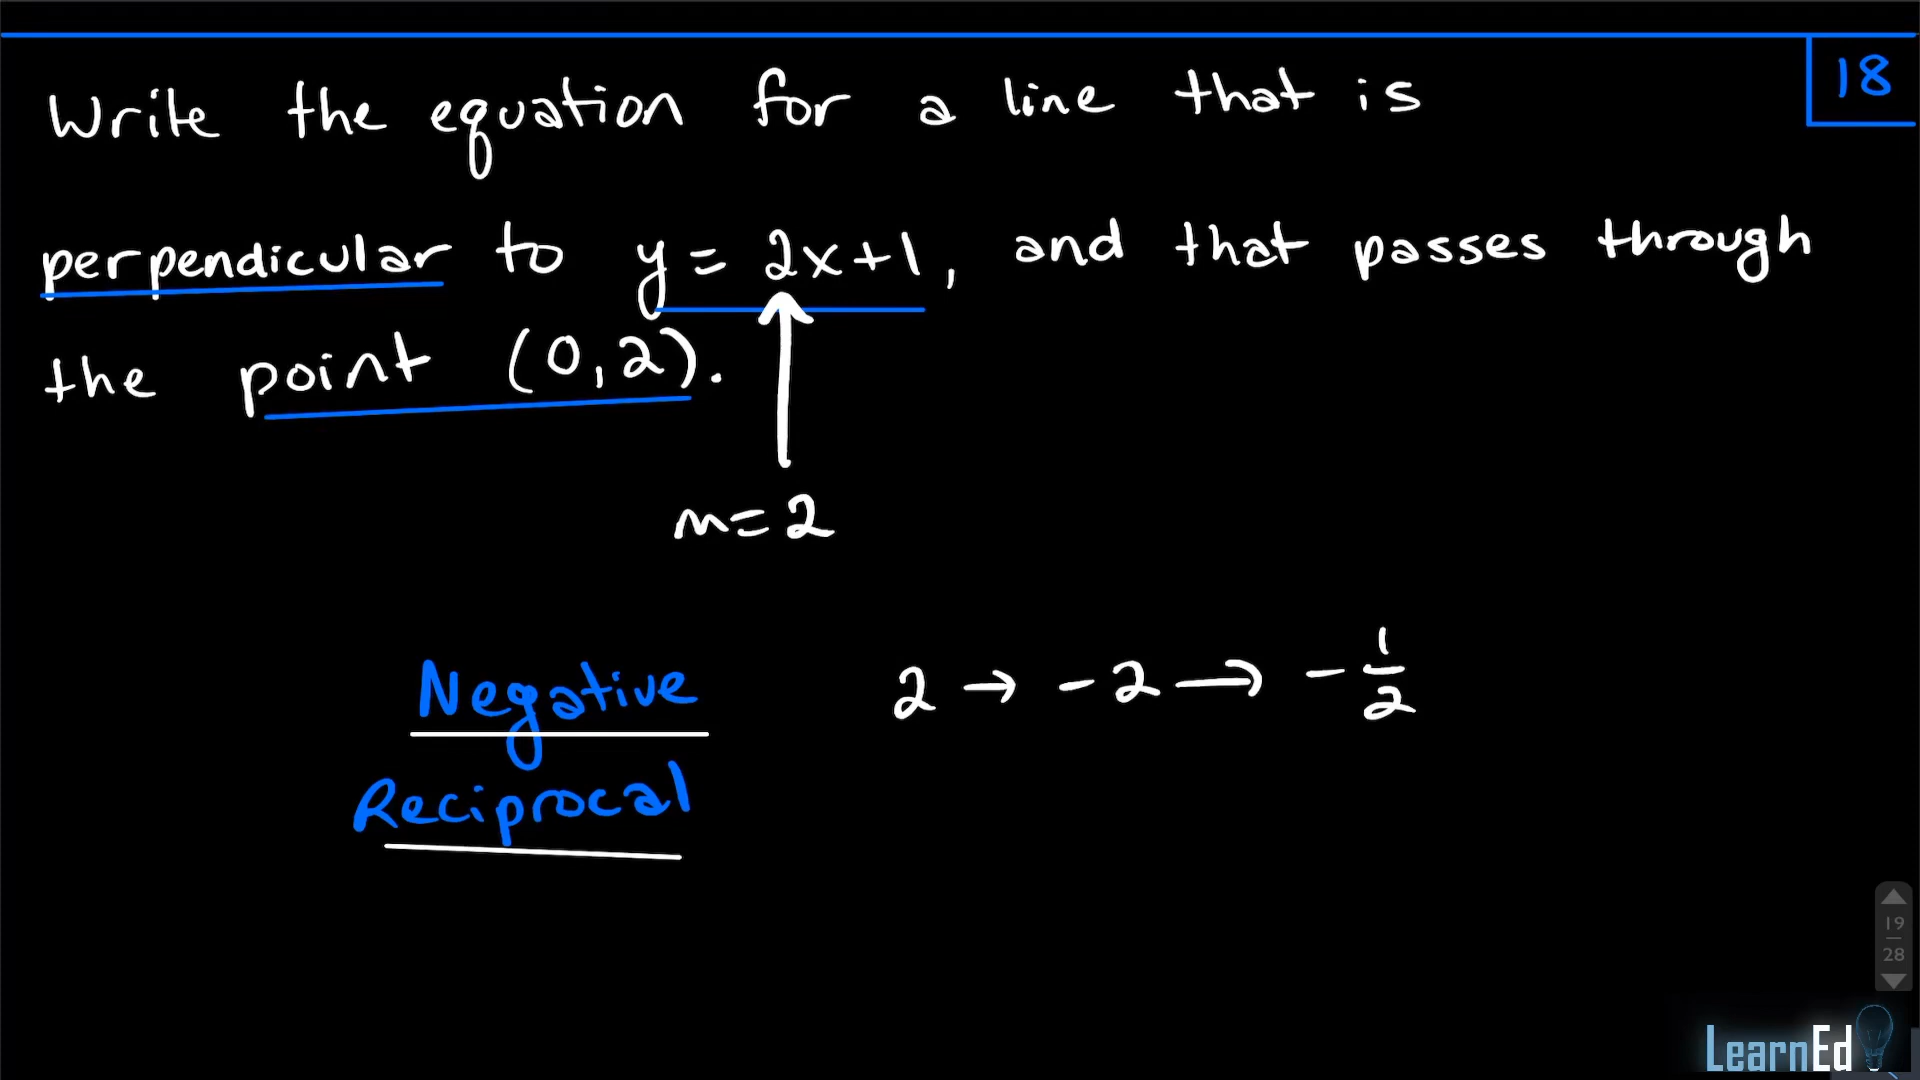 18
Write the equation for a line that is
perpendicular to y = 2x+1, and that passes through
the point (0,2).
m=2
Negative
Reciprocal
2 → -2 → - 1/2
19
28
LearnEd